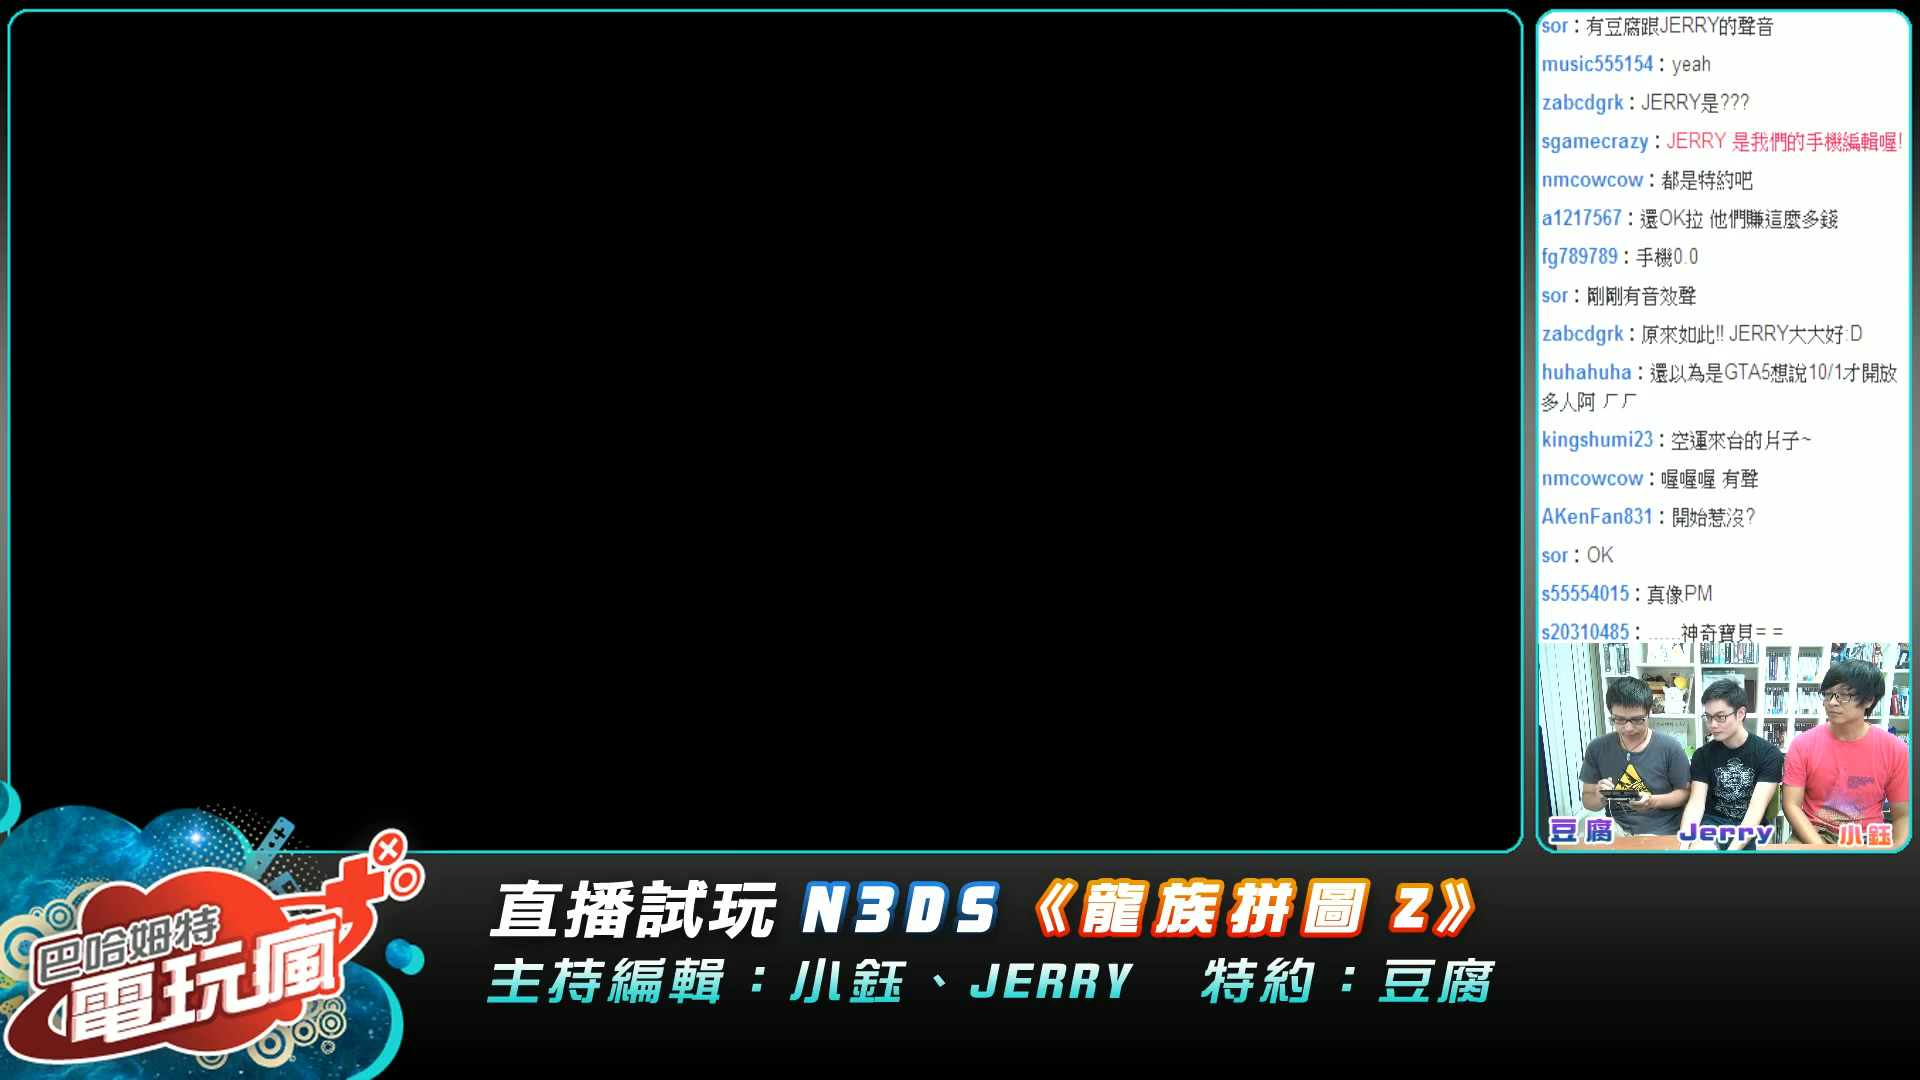 sor：有豆腐跟JERRY的聲音
music555154：yeah
zabcdgrk：JERRY是???
sgamecrazy：JERRY 是我們的手機編輯喔!
nmcowcow：都是特約吧
a1217567：還OK拉 他們賺這麼多錢
fg789789：手機0.0
sor：剛剛有音效聲
zabcdgrk：原來如此!! JERRY大大好:D
huhahuha：還以為是GTA5想說10/1才開放
多人阿 ㄏㄏ
kingshumi23：空運來台的片子~
nmcowcow：喔喔喔 有聲
AKenFan831：開始惹沒?
sor：OK
s55554015：真像PM
s20310485：......神奇寶貝= =
豆腐 Jerry 小鈺
巴哈姆特
電玩瘋
直播試玩 N3DS《龍族拼圖 Z》
主持編輯：小鈺、JERRY 特約：豆腐